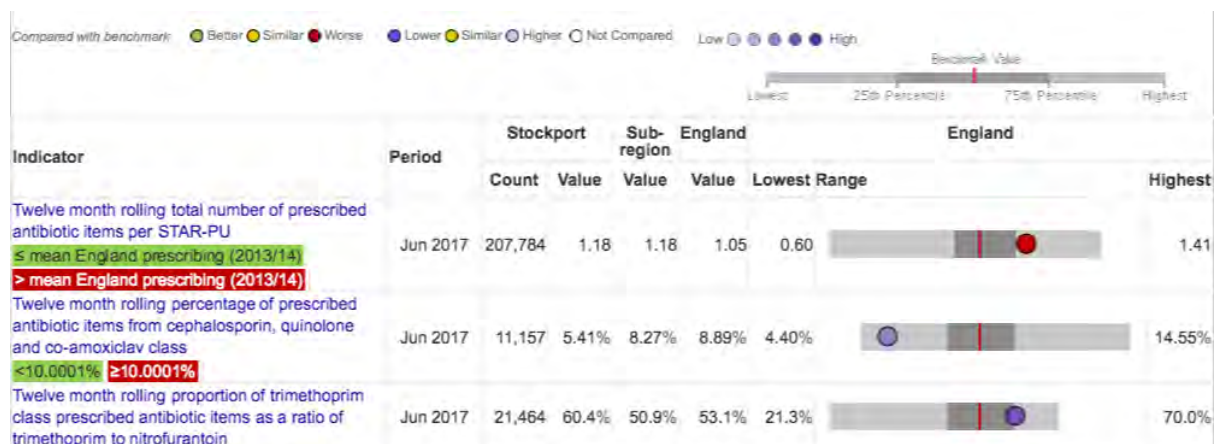 Compared with benchmark Better Similar Worse Lower Similar Higher Not Compared Low High
Benchmark Value
Lowest 25th Percentile 75th Percentile Highest
Indicator Period Stockport Sub-region England England
Count Value Value Value Lowest Range Highest
Twelve month rolling total number of prescribed
antibiotic items per STAR-PU
≤ mean England prescribing (2013/14)
> mean England prescribing (2013/14)
Jun 2017 207,784 1.18 1.18 1.05 0.60 1.41
Twelve month rolling percentage of prescribed
antibiotic items from cephalosporin, quinolone
and co-amoxiclav class
<10.0001% ≥10.0001%
Jun 2017 11,157 5.41% 8.27% 8.89% 4.40% 14.55%
Twelve month rolling proportion of trimethoprim
class prescribed antibiotic items as a ratio of
trimethoprim to nitrofurantoin
Jun 2017 21,464 60.4% 50.9% 53.1% 21.3% 70.0%